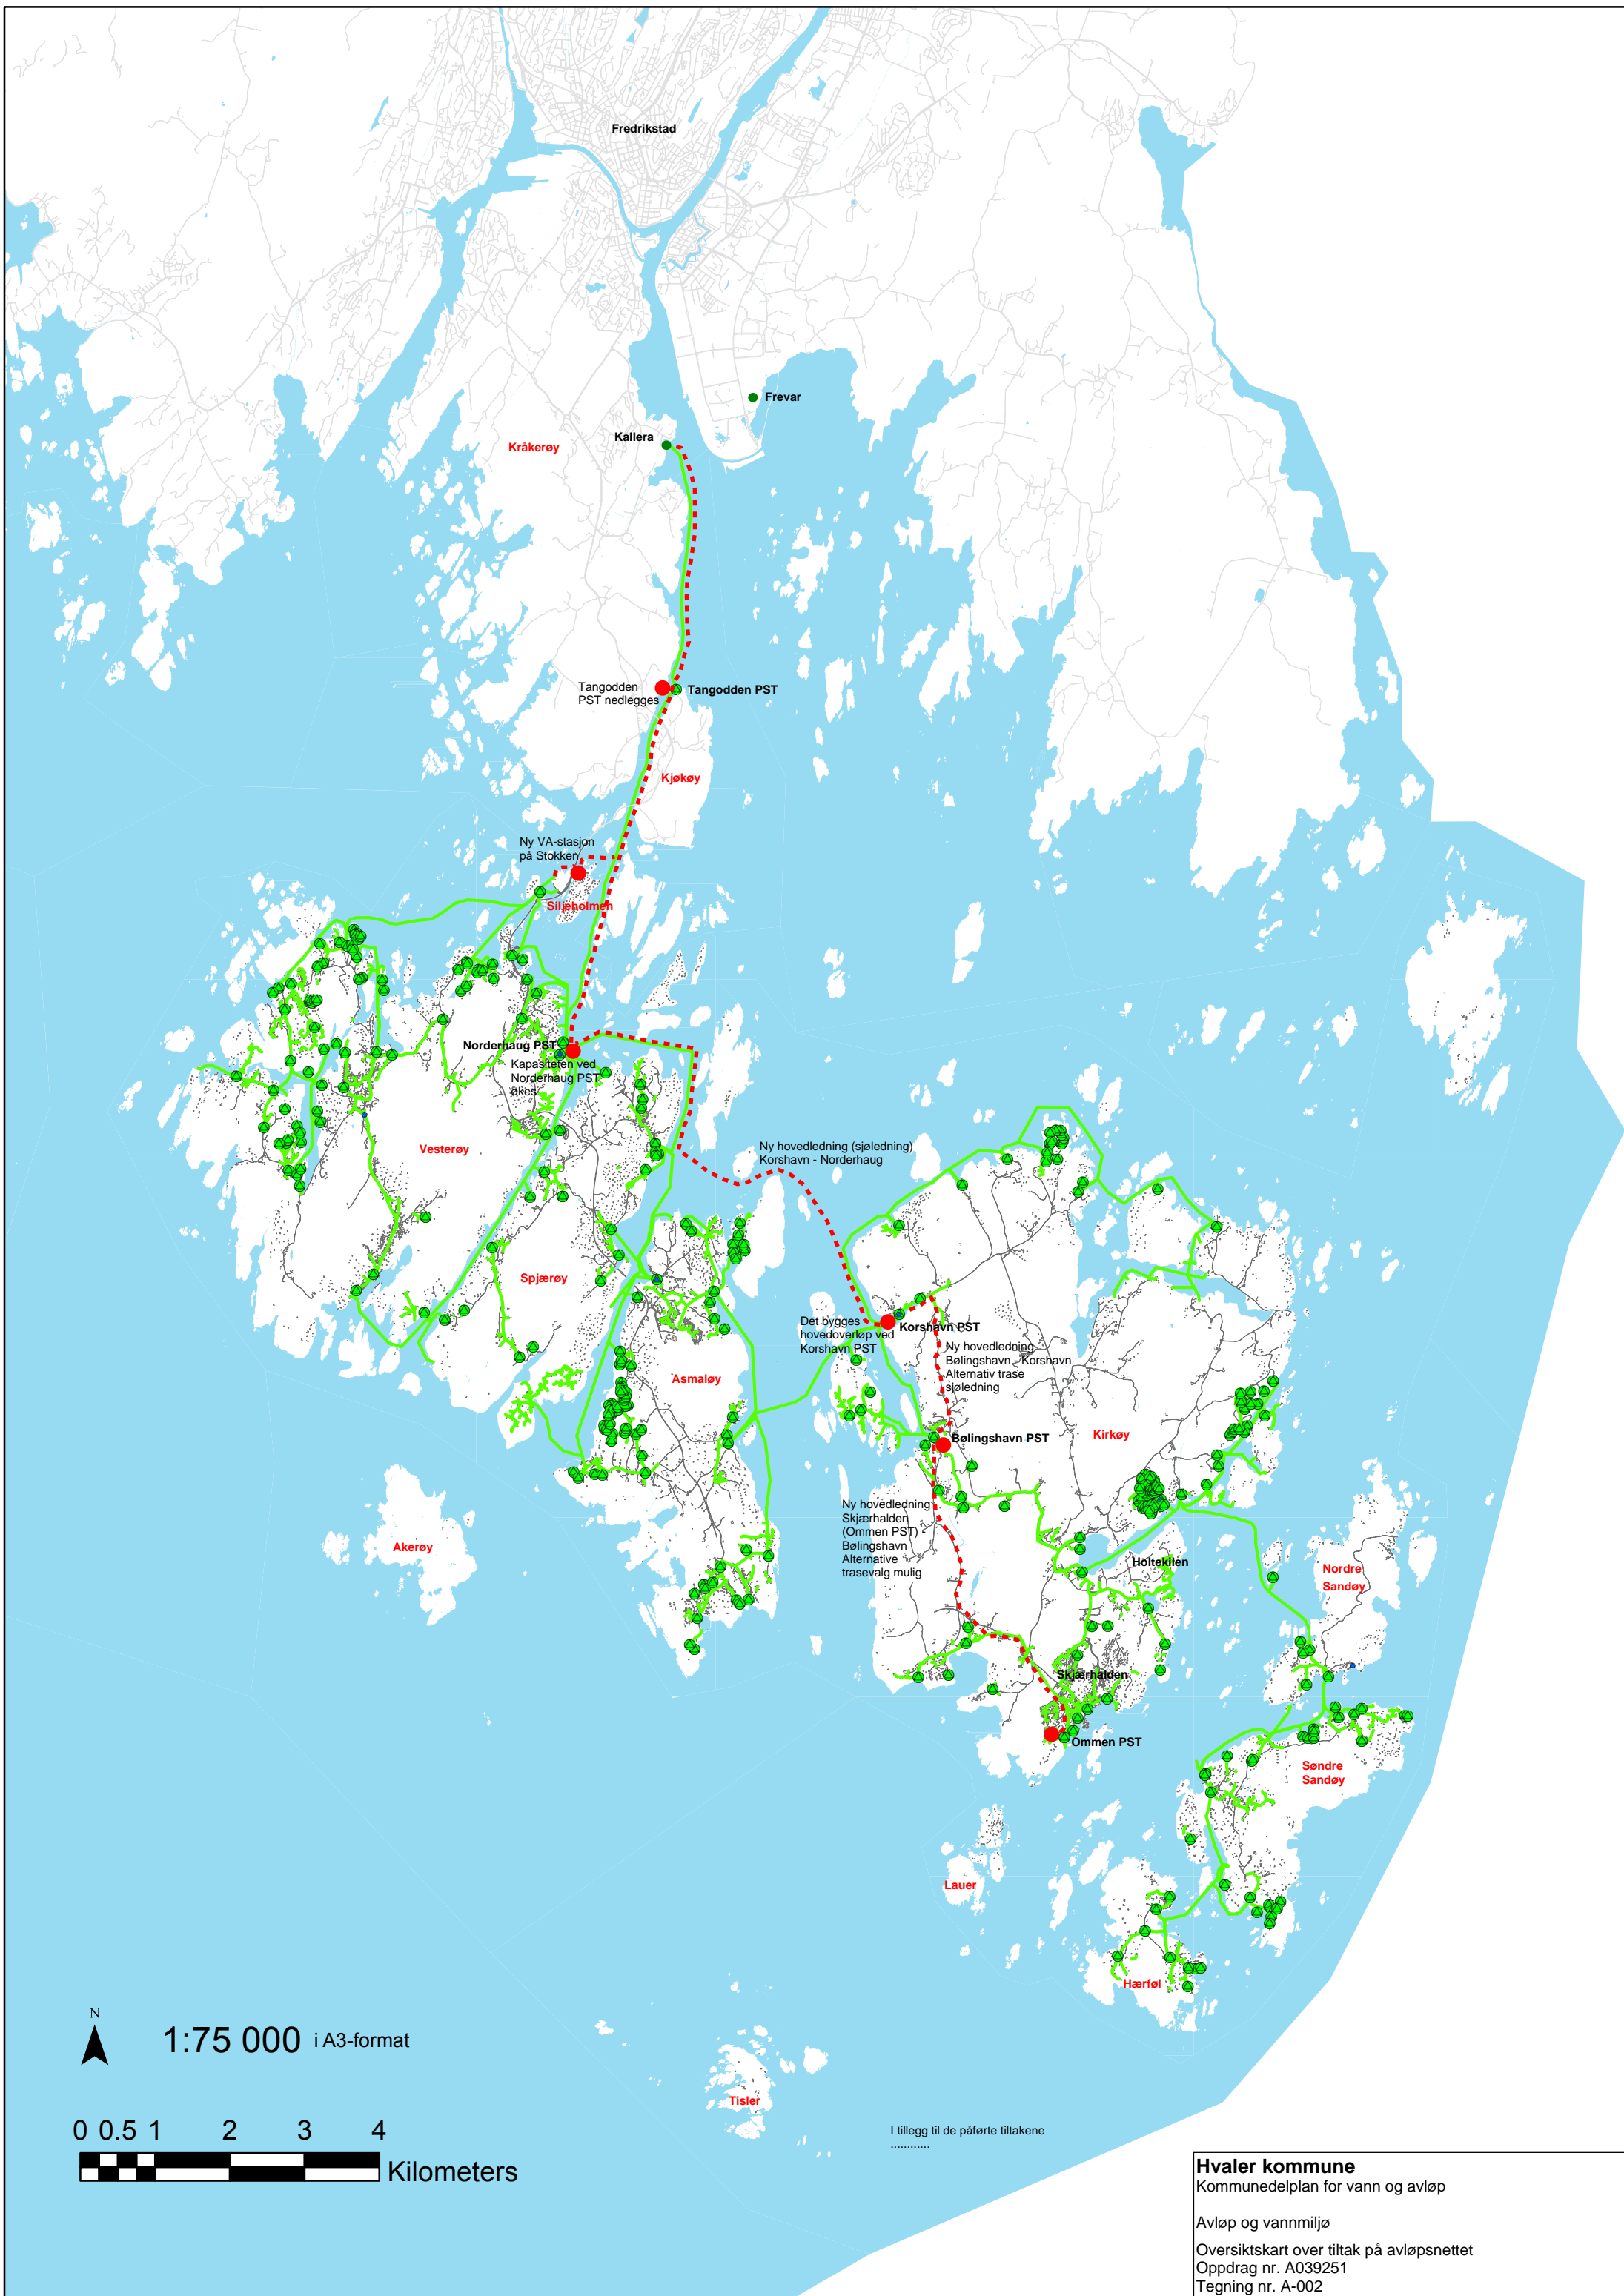 Fredrikstad
Frevar
Kallera
Kråkerøy
Tangodden
PST nedlegges
Tangodden PST
Kjøkøy
Ny VA-stasjon
på Stokken
Siljeholmen
Norderhaug PST
Kapasiteten ved
Norderhaug PST
økes
Vesterøy
Ny hovedledning (sjøledning)
Korshavn - Norderhaug
Spjærøy
Det bygges
hovedoverløp ved
Korshavn PST
Korshavn PST
Ny hovedledning
Bølingshavn - Korshavn
Alternativ trase
sjøledning
Asmaløy
Bølingshavn PST
Kirkøy
Ny hovedledning
Skjærhalden
(Ommen PST) -
Bølingshavn
Alternative
trasevalg mulig
Akerøy
Holtekilen
Nordre
Sandøy
Skjærhalden
Ommen PST
Søndre
Sandøy
Lauer
Hærføl
N
1:75 000 i A3-format
Tisler
0 0.5 1 2 3 4
Kilometers
I tillegg til de påførte tiltakene
............
Hvaler kommune
Kommunedelplan for vann og avløp
Avløp og vannmiljø
Oversiktskart over tiltak på avløpsnettet
Oppdrag nr. A039251
Tegning nr. A-002